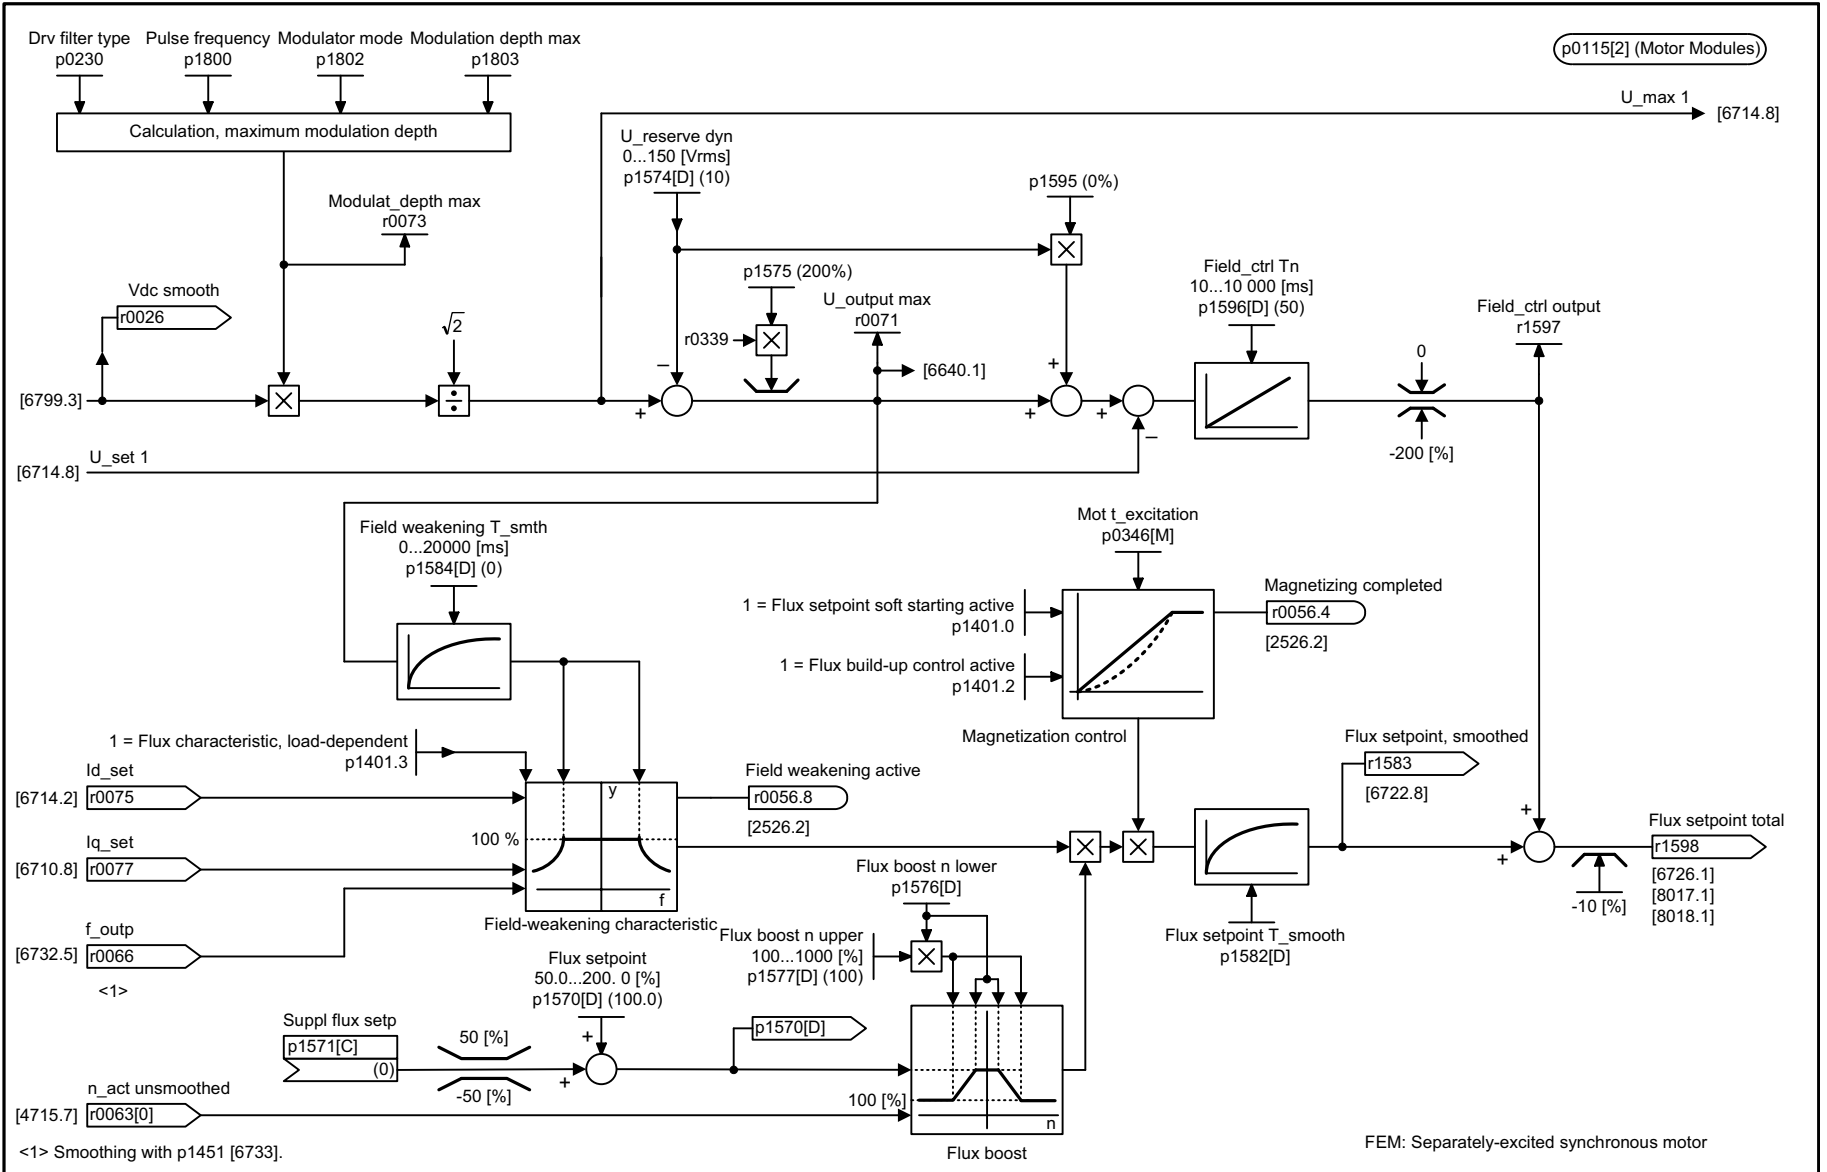 Drv filter type
p0230
Pulse frequency
p1800
Modulator mode
p1802
Modulation depth max
p1803
p0115[2] (Motor Modules)
Calculation, maximum modulation depth
U_max 1
[6714.8]
U_reserve dyn
0...150 [Vrms]
p1574[D] (10)
p1595 (0%)
Modulat_depth max
r0073
Vdc smooth
r0026
√2
p1575 (200%)
r0339
U_output max
r0071
[6640.1]
Field_ctrl Tn
10...10 000 [ms]
p1596[D] (50)
Field_ctrl output
r1597
0
-200 [%]
[6799.3]
×
÷
–
+
×
×
+
+
+
–
[6714.8]
U_set 1
Field weakening T_smth
0...20000 [ms]
p1584[D] (0)
Mot t_excitation
p0346[M]
1 = Flux setpoint soft starting active
p1401.0
1 = Flux build-up control active
p1401.2
Magnetizing completed
r0056.4
[2526.2]
Magnetization control
1 = Flux characteristic, load-dependent
p1401.3
Id_set
[6714.2]
r0075
Iq_set
[6710.8]
r0077
f_outp
[6732.5]
r0066
<1>
100 %
y
f
Field-weakening characteristic
Field weakening active
r0056.8
[2526.2]
×
×
Flux setpoint, smoothed
r1583
[6722.8]
Flux setpoint T_smooth
p1582[D]
+
+
-10 [%]
Flux setpoint total
r1598
[6726.1]
[8017.1]
[8018.1]
Flux boost n lower
p1576[D]
Flux boost n upper
100...1000 [%]
p1577[D] (100)
×
Flux setpoint
50.0...200. 0 [%]
p1570[D] (100.0)
Suppl flux setp
p1571[C]
(0)
50 [%]
-50 [%]
+
+
p1570[D]
n_act unsmoothed
[4715.7]
r0063[0]
100 [%]
n
Flux boost
<1> Smoothing with p1451 [6733].
FEM: Separately-excited synchronous motor